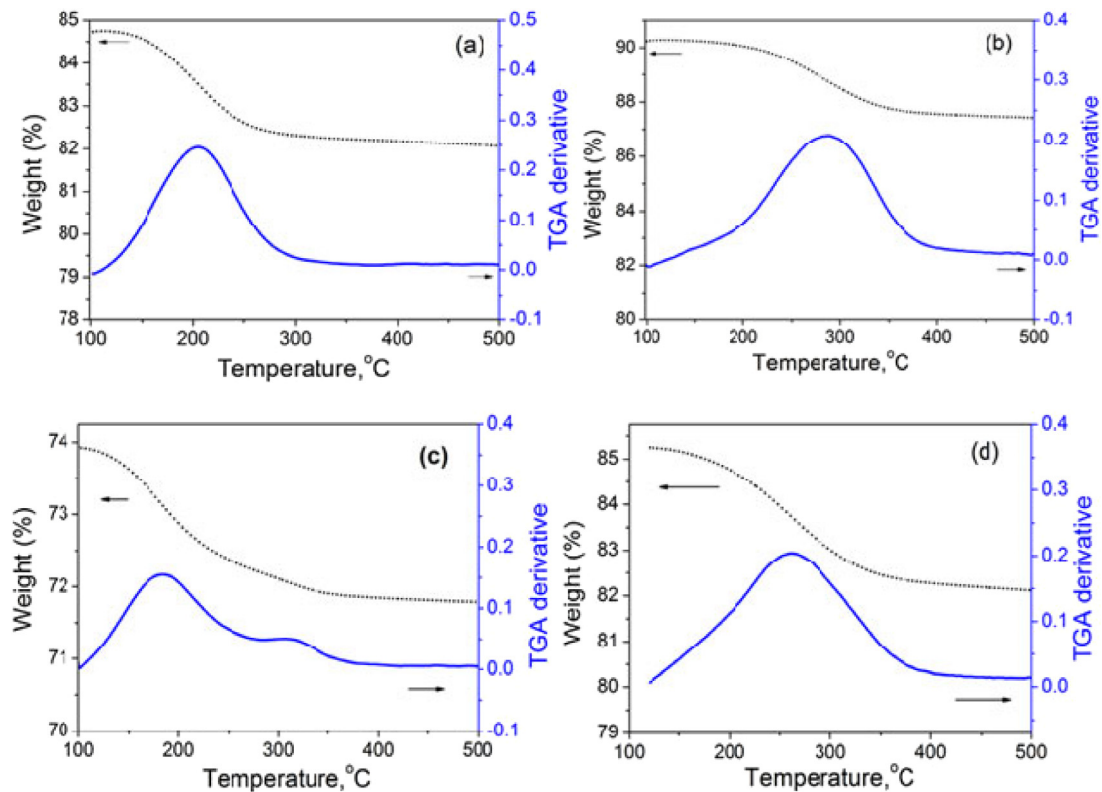 (a)
85
84
83
82
81
80
79
78
Weight (%)
0.5
0.4
0.3
0.2
0.1
0.0
-0.1
TGA derivative
100 200 300 400 500
Temperature,°C
(b)
90
88
86
84
82
80
Weight (%)
0.4
0.3
0.2
0.1
0.0
-0.1
TGA derivative
100 200 300 400 500
Temperature,°C
(c)
74
73
72
71
70
Weight (%)
0.4
0.3
0.2
0.1
0.0
-0.1
TGA derivative
100 200 300 400 500
Temperature,°C
(d)
85
84
83
82
81
80
79
Weight (%)
0.4
0.3
0.2
0.1
0.0
TGA derivative
100 200 300 400 500
Temperature,°C